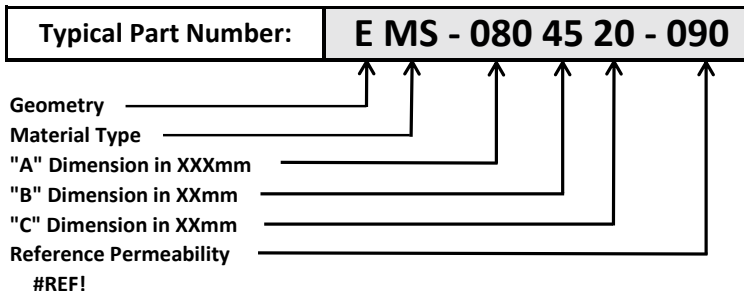 Typical Part Number: E MS - 080 45 20 - 090
Geometry
Material Type
"A" Dimension in XXXmm
"B" Dimension in XXmm
"C" Dimension in XXmm
Reference Permeability
#REF!